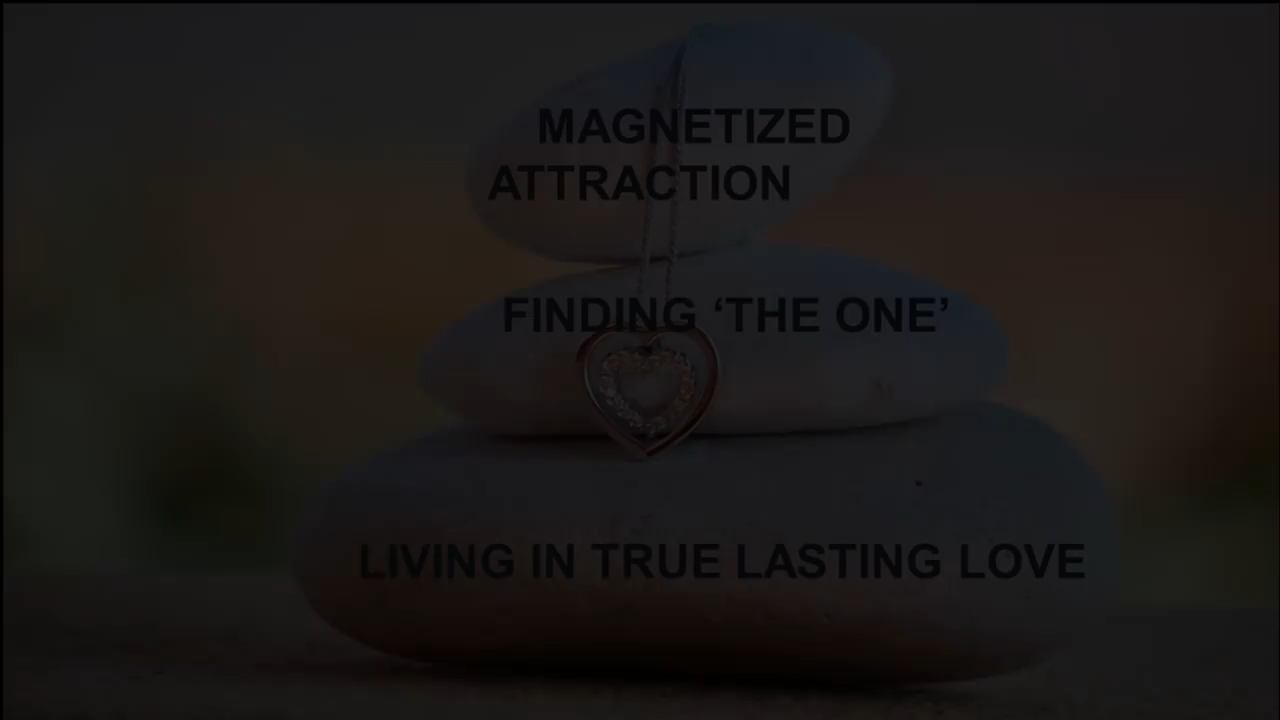 MAGNETIZED
ATTRACTION
FINDING ‘THE ONE’
LIVING IN TRUE LASTING LOVE